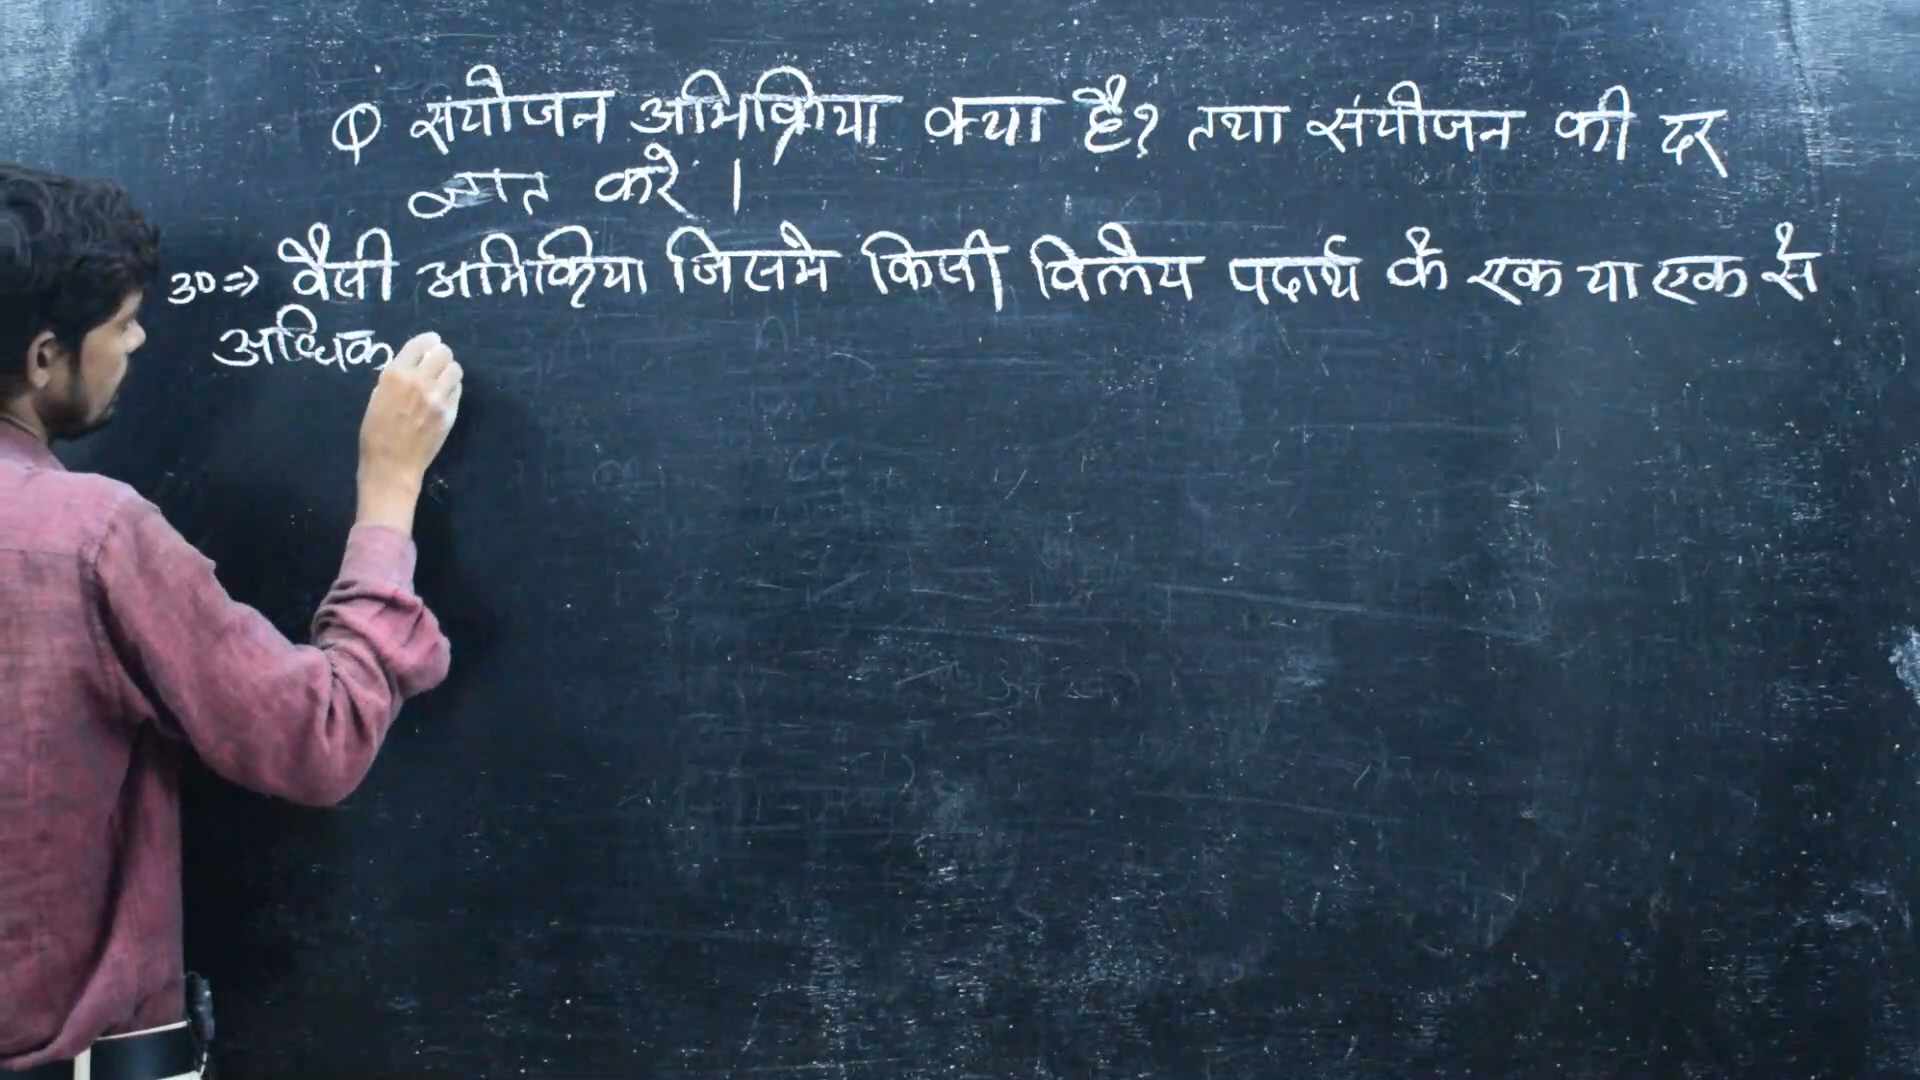 Q संयोजन अभिक्रिया क्या है? तथा संयोजन की दर
ज्ञात करे ।
उ० ⇒ वैसी अभिक्रिया जिसमे किसी विलेय पदार्थ के एक या एक से
अधिक